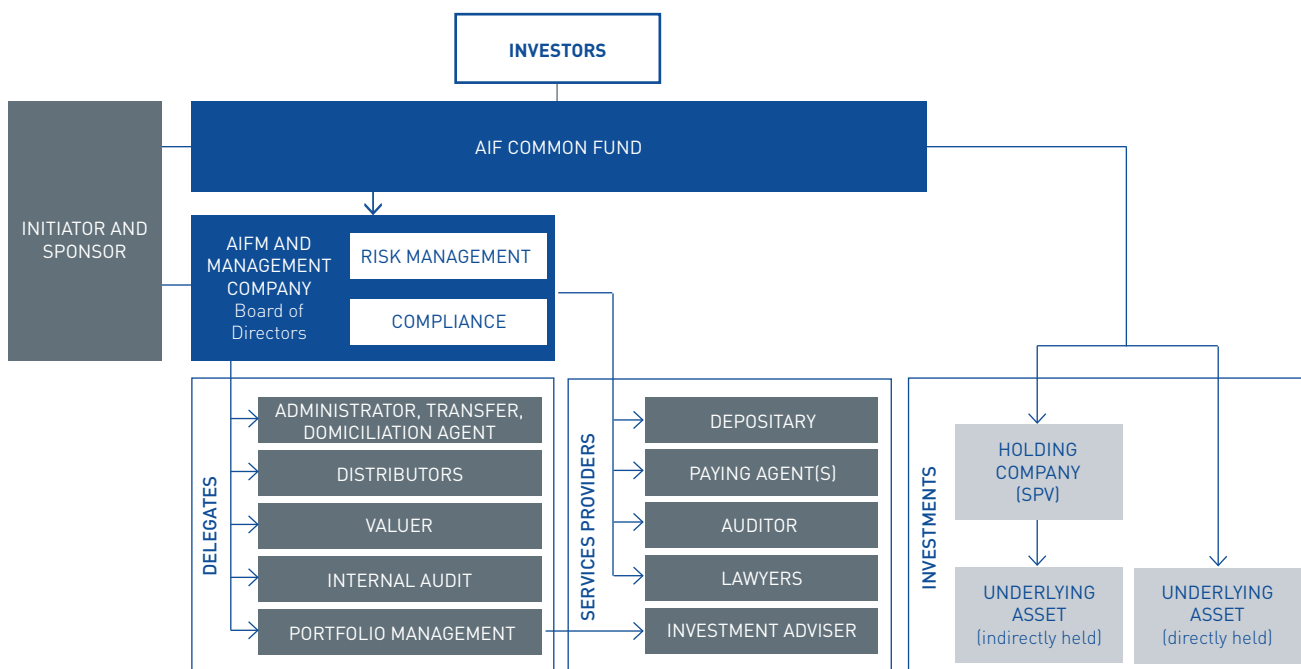 INVESTORS
AIF COMMON FUND
INITIATOR AND
SPONSOR
AIFM AND
MANAGEMENT
COMPANY
Board of
Directors
RISK MANAGEMENT
COMPLIANCE
DELEGATES
ADMINISTRATOR, TRANSFER,
DOMICILIATION AGENT
DISTRIBUTORS
VALUER
INTERNAL AUDIT
PORTFOLIO MANAGEMENT
SERVICES PROVIDERS
DEPOSITARY
PAYING AGENT(S)
AUDITOR
LAWYERS
INVESTMENT ADVISER
INVESTMENTS
HOLDING
COMPANY
(SPV)
UNDERLYING
ASSET
(indirectly held)
UNDERLYING
ASSET
(directly held)